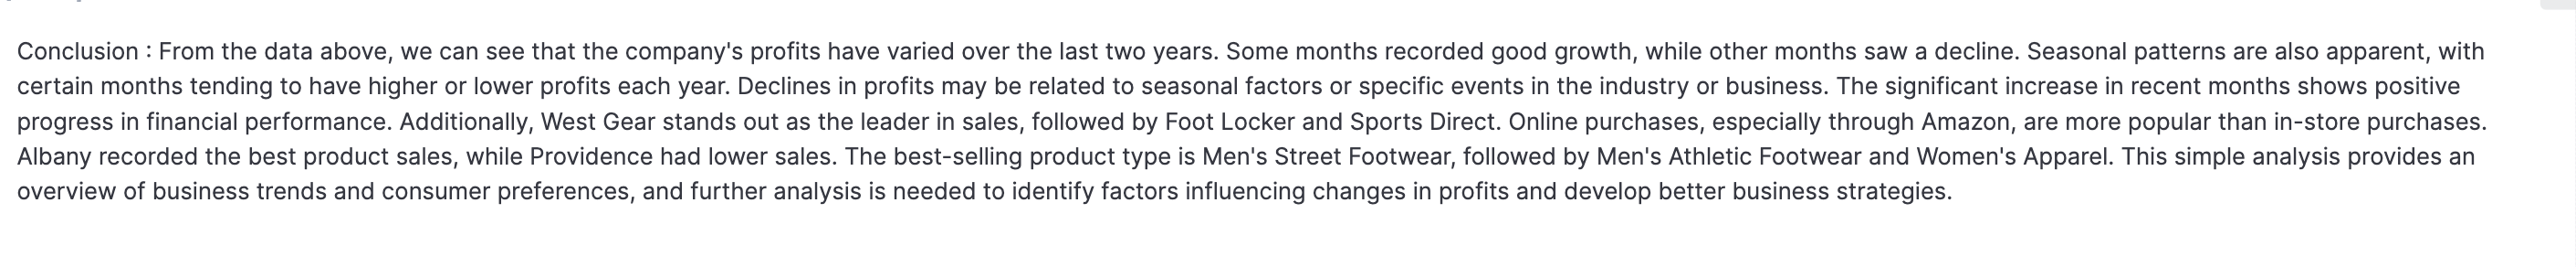 Conclusion : From the data above, we can see that the company's profits have varied over the last two years. Some months recorded good growth, while other months saw a decline. Seasonal patterns are also apparent, with
certain months tending to have higher or lower profits each year. Declines in profits may be related to seasonal factors or specific events in the industry or business. The significant increase in recent months shows positive
progress in financial performance. Additionally, West Gear stands out as the leader in sales, followed by Foot Locker and Sports Direct. Online purchases, especially through Amazon, are more popular than in-store purchases.
Albany recorded the best product sales, while Providence had lower sales. The best-selling product type is Men's Street Footwear, followed by Men's Athletic Footwear and Women's Apparel. This simple analysis provides an
overview of business trends and consumer preferences, and further analysis is needed to identify factors influencing changes in profits and develop better business strategies.